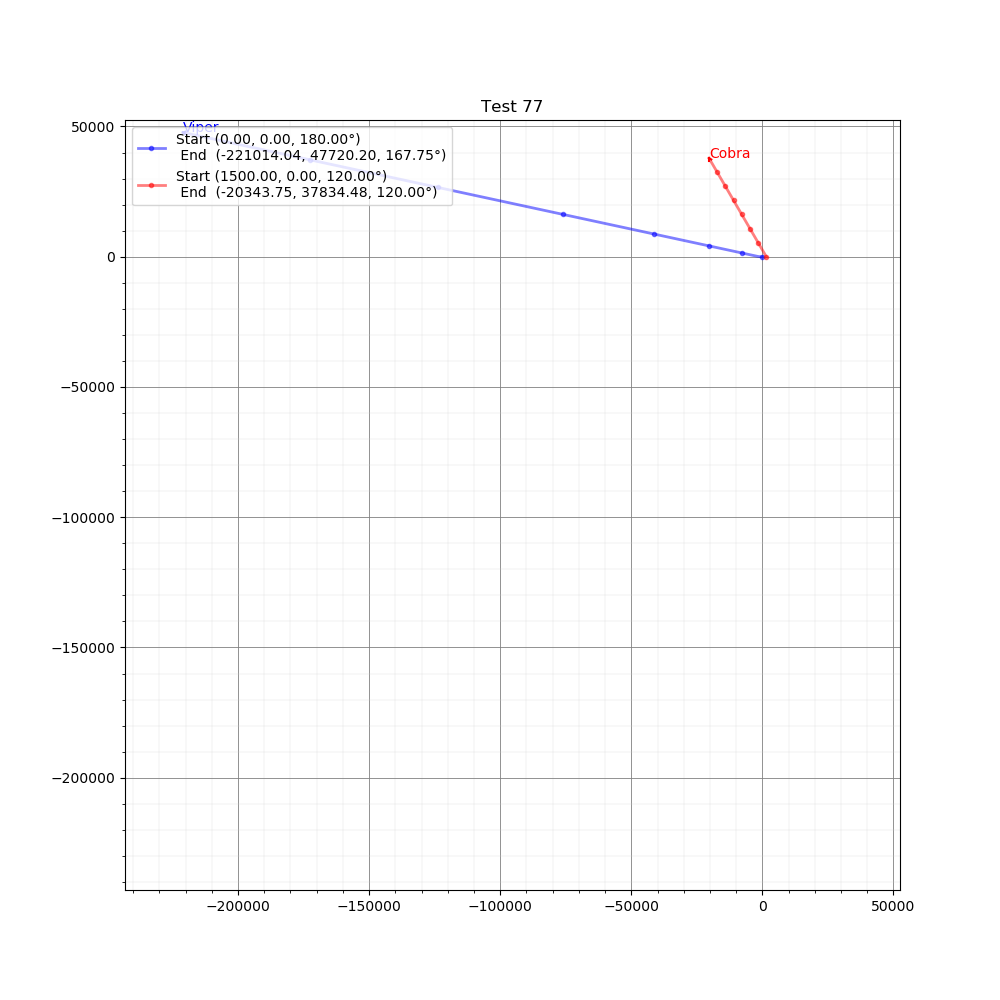 Test 77
Viper
Start (0.00, 0.00, 180.00°)
End (-221014.04, 47720.20, 167.75°)
Start (1500.00, 0.00, 120.00°)
End (-20343.75, 37834.48, 120.00°)
Cobra
50000
0
−50000
−100000
−150000
−200000
−200000
−150000
−100000
−50000
0
50000